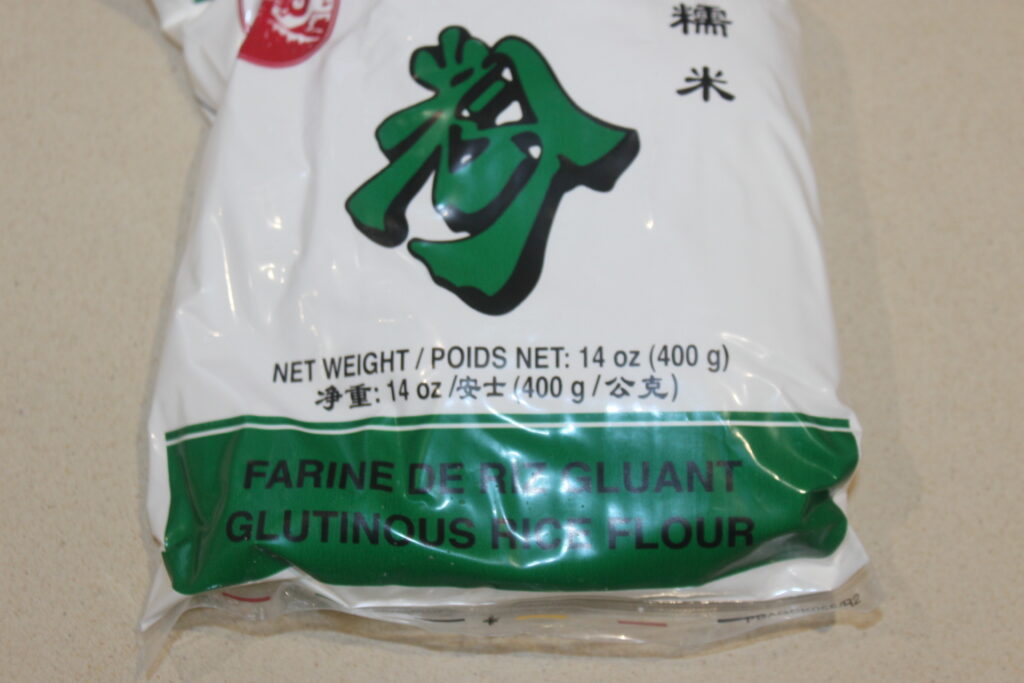 糯
米
粉
NET WEIGHT / POIDS NET: 14 oz (400 g)
净重: 14 oz /安士 (400 g /公克)
FARINE DE RIZ GLUANT
GLUTINOUS RICE FLOUR